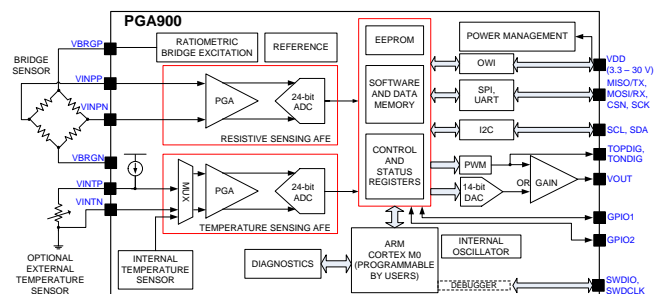 PGA900
VBRGP
RATIOMETRIC
BRIDGE EXCITATION
REFERENCE
EEPROM
POWER MANAGEMENT
BRIDGE
SENSOR
VINPP
VINPN
PGA
24-bit
ADC
RESISTIVE SENSING AFE
SOFTWARE
AND DATA
MEMORY
OWI
VDD
(3.3 – 30 V)
SPI,
UART
MISO/TX,
MOSI/RX,
CSN, SCK
I2C
SCL, SDA
VBRGN
VINTP
VINTN
MUX
PGA
24-bit
ADC
TEMPERATURE SENSING AFE
CONTROL
AND
STATUS
REGISTERS
PWM
14-bit
DAC
OR
GAIN
TOPDIG,
TONDIG
VOUT
GPIO1
GPIO2
OPTIONAL
EXTERNAL
TEMPERATURE
SENSOR
INTERNAL
TEMPERATURE
SENSOR
DIAGNOSTICS
ARM
CORTEX M0
(PROGRAMMABLE
BY USERS)
INTERNAL
OSCILLATOR
DEBUGGER
SWDIO,
SWDCLK